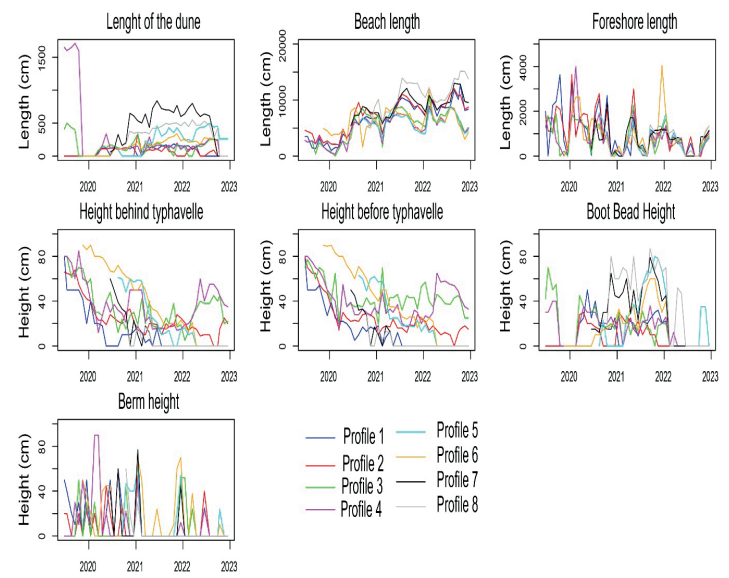 Lenght of the dune
Beach length
Foreshore length
Length (cm)
0 500 1500
2020 2021 2022 2023
Length (cm)
0 10000 20000
2020 2021 2022 2023
Length (cm)
0 2000 4000
2020 2021 2022 2023
Height behind typhavelle
Height before typhavelle
Boot Bead Height
Height (cm)
0 40 80
2020 2021 2022 2023
Height (cm)
0 40 80
2020 2021 2022 2023
Height (cm)
0 40 80
2020 2021 2022 2023
Berm height
Height (cm)
0 40 80
2020 2021 2022 2023
Profile 1
Profile 2
Profile 3
Profile 4
Profile 5
Profile 6
Profile 7
Profile 8